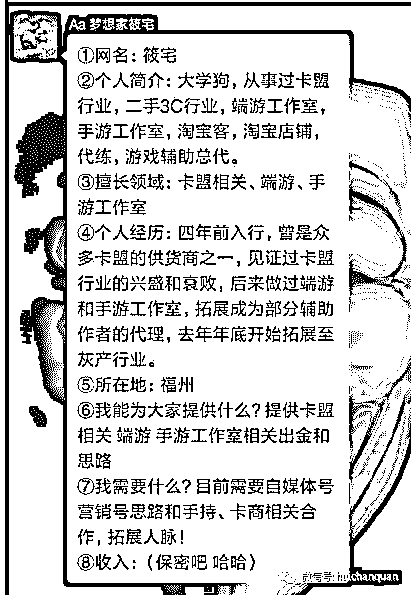 Aa 梦想家筱宅
①网名：筱宅
②个人简介：大学狗，从事过卡盟
行业，二手3C行业，端游工作室，
手游工作室，淘宝客，淘宝店铺，
代练，游戏辅助总代。
③擅长领域：卡盟相关、端游、手
游工作室
④个人经历：四年前入行，曾是众
多卡盟的供货商之一，见证过卡盟
行业的兴盛和衰败，后来做过端游
和手游工作室，拓展成为部分辅助
作者的代理，去年年底开始拓展至
灰产行业。
⑤所在地：福州
⑥我能为大家提供什么？提供卡盟
相关 端游 手游工作室相关出金和
思路
⑦我需要什么？目前需要自媒体号
营销号思路和手持、卡商相关合
作，拓展人脉！
⑧收入：（保密吧 哈哈）
微信号: huichanquan